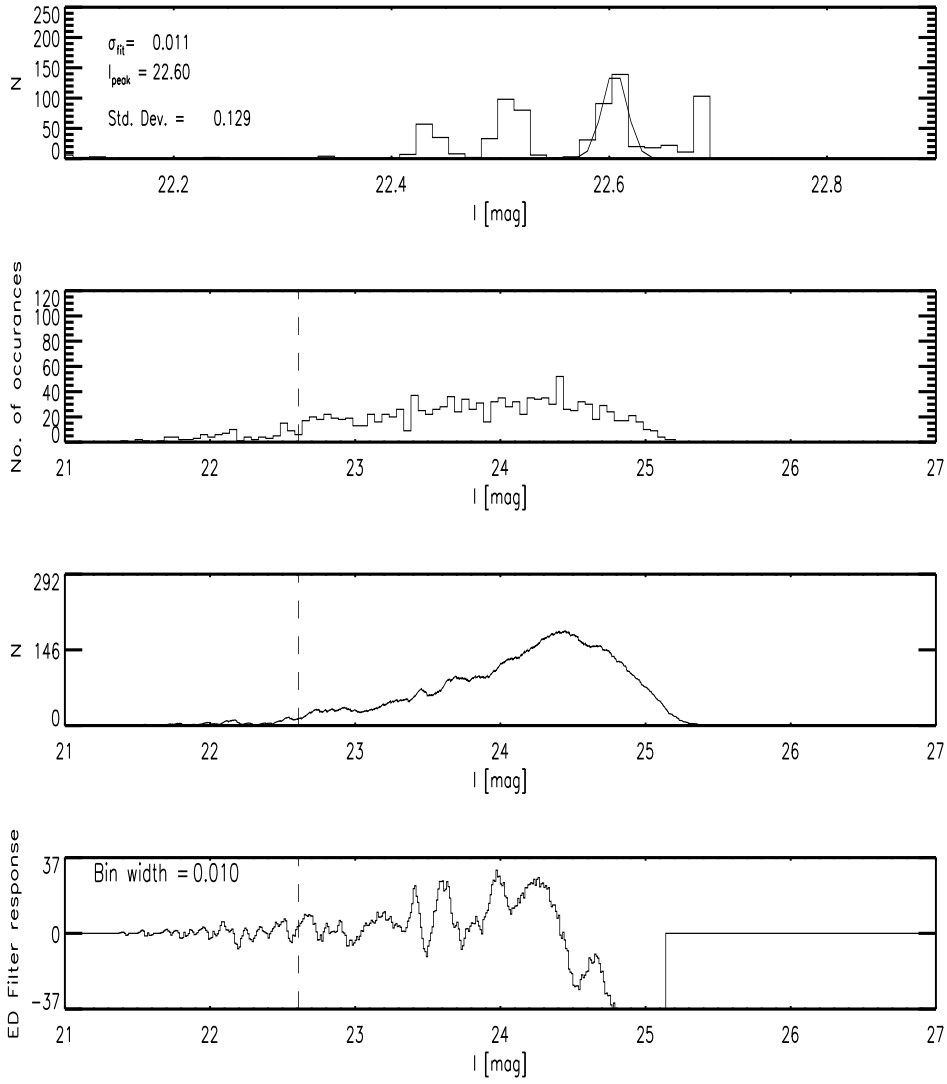 250
200
150
100
50
0
N
σfit= 0.011
Ipeak = 22.60
Std. Dev. = 0.129
22.2 22.4 22.6 22.8
I [mag]
120
100
80
60
40
20
0
No. of occurances
21 22 23 24 25 26 27
I [mag]
292
146
0
N
21 22 23 24 25 26 27
I [mag]
37
0
-37
ED Filter response
Bin width = 0.010
21 22 23 24 25 26 27
I [mag]